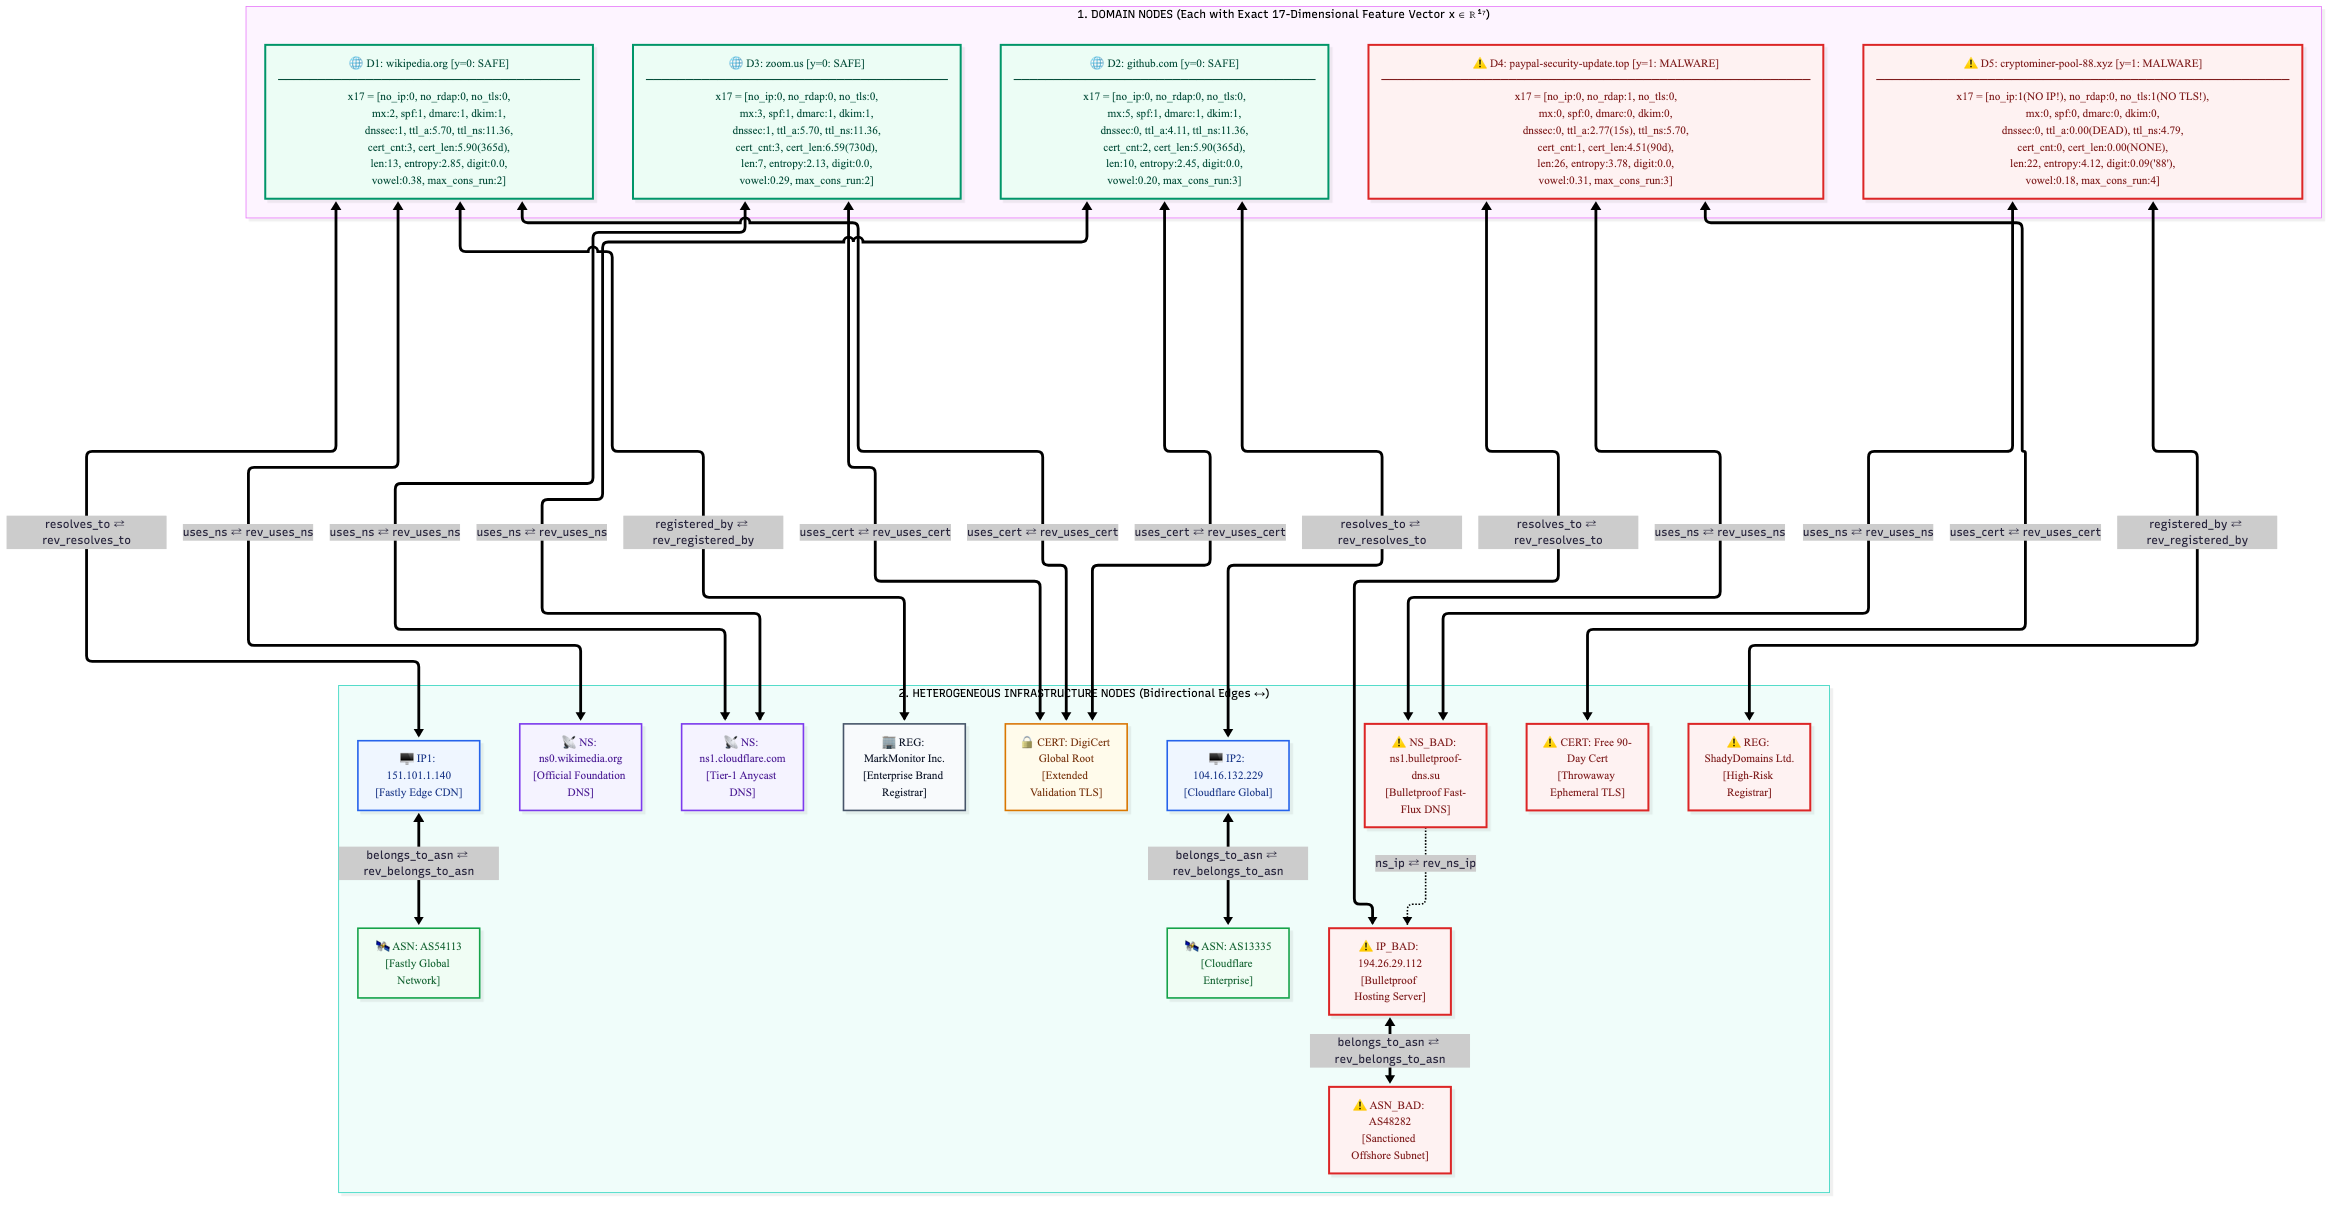 1. DOMAIN NODES (Each with Exact 17-Dimensional Feature Vector x ∈ ℝ¹⁷)
🌐 D1: wikipedia.org [y=0: SAFE]
x17 = [no_ip:0, no_rdap:0, no_tls:0,
mx:2, spf:1, dmarc:1, dkim:1,
dnssec:1, ttl_a:5.70, ttl_ns:11.36,
cert_cnt:3, cert_len:5.90(365d),
len:13, entropy:2.85, digit:0.0,
vowel:0.38, max_cons_run:2]
🌐 D3: zoom.us [y=0: SAFE]
x17 = [no_ip:0, no_rdap:0, no_tls:0,
mx:3, spf:1, dmarc:1, dkim:1,
dnssec:1, ttl_a:5.70, ttl_ns:11.36,
cert_cnt:3, cert_len:6.59(730d),
len:7, entropy:2.13, digit:0.0,
vowel:0.29, max_cons_run:2]
🌐 D2: github.com [y=0: SAFE]
x17 = [no_ip:0, no_rdap:0, no_tls:0,
mx:5, spf:1, dmarc:1, dkim:1,
dnssec:0, ttl_a:4.11, ttl_ns:11.36,
cert_cnt:2, cert_len:5.90(365d),
len:10, entropy:2.45, digit:0.0,
vowel:0.20, max_cons_run:3]
⚠️ D4: paypal-security-update.top [y=1: MALWARE]
x17 = [no_ip:0, no_rdap:1, no_tls:0,
mx:0, spf:0, dmarc:0, dkim:0,
dnssec:0, ttl_a:2.77(15s), ttl_ns:5.70,
cert_cnt:1, cert_len:4.51(90d),
len:26, entropy:3.78, digit:0.0,
vowel:0.31, max_cons_run:3]
⚠️ D5: cryptominer-pool-88.xyz [y=1: MALWARE]
x17 = [no_ip:1(NO IP!), no_rdap:0, no_tls:1(NO TLS!),
mx:0, spf:0, dmarc:0, dkim:0,
dnssec:0, ttl_a:0.00(DEAD), ttl_ns:4.79,
cert_cnt:0, cert_len:0.00(NONE),
len:22, entropy:4.12, digit:0.09('88'),
vowel:0.18, max_cons_run:4]
resolves_to ⇄
rev_resolves_to
uses_ns ⇄ rev_uses_ns
uses_ns ⇄ rev_uses_ns
uses_ns ⇄ rev_uses_ns
registered_by ⇄
rev_registered_by
uses_cert ⇄ rev_uses_cert
uses_cert ⇄ rev_uses_cert
uses_cert ⇄ rev_uses_cert
resolves_to ⇄
rev_resolves_to
resolves_to ⇄
rev_resolves_to
uses_ns ⇄ rev_uses_ns
uses_ns ⇄ rev_uses_ns
uses_cert ⇄ rev_uses_cert
registered_by ⇄
rev_registered_by
2. HETEROGENEOUS INFRASTRUCTURE NODES (Bidirectional Edges ↔)
🖥️ IP1:
151.101.1.140
[Fastly Edge CDN]
📡 NS:
ns0.wikimedia.org
[Official Foundation
DNS]
📡 NS:
ns1.cloudflare.com
[Tier-1 Anycast
DNS]
🏢 REG:
MarkMonitor Inc.
[Enterprise Brand
Registrar]
🔒 CERT: DigiCert
Global Root
[Extended
Validation TLS]
🖥️ IP2:
104.16.132.229
[Cloudflare Global]
⚠️ NS_BAD:
ns1.bulletproof-
dns.su
[Bulletproof Fast-
Flux DNS]
⚠️ CERT: Free 90-
Day Cert
[Throwaway
Ephemeral TLS]
⚠️ REG:
ShadyDomains Ltd.
[High-Risk
Registrar]
belongs_to_asn ⇄
rev_belongs_to_asn
belongs_to_asn ⇄
rev_belongs_to_asn
ns_ip ⇄ rev_ns_ip
🛰️ ASN: AS54113
[Fastly Global
Network]
🛰️ ASN: AS13335
[Cloudflare
Enterprise]
⚠️ IP_BAD:
194.26.29.112
[Bulletproof
Hosting Server]
belongs_to_asn ⇄
rev_belongs_to_asn
⚠️ ASN_BAD:
AS48282
[Sanctioned
Offshore Subnet]